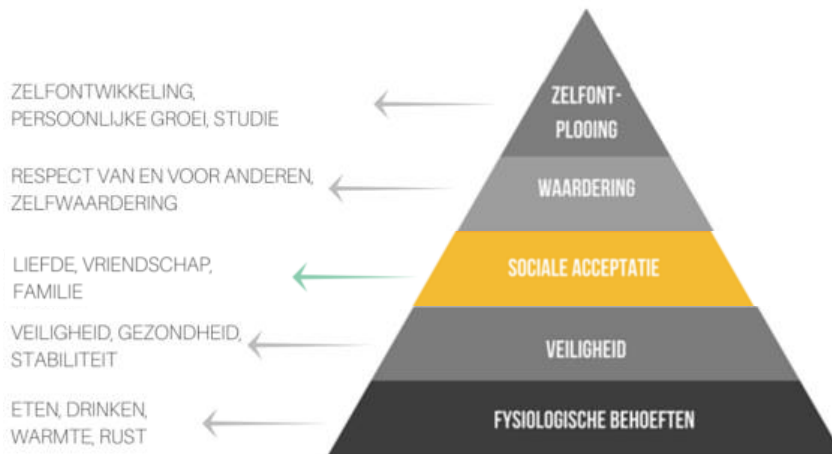 ZELFONTWIKKELING,
PERSOONLIJKE GROEI, STUDIE
ZELFONT-
PLOOING
RESPECT VAN EN VOOR ANDEREN,
ZELFWAARDERING
WAARDERING
LIEFDE, VRIENDSCHAP,
FAMILIE
SOCIALE ACCEPTATIE
VEILIGHEID, GEZONDHEID,
STABILITEIT
VEILIGHEID
ETEN, DRINKEN,
WARMTE, RUST
FYSIOLOGISCHE BEHOEFTEN